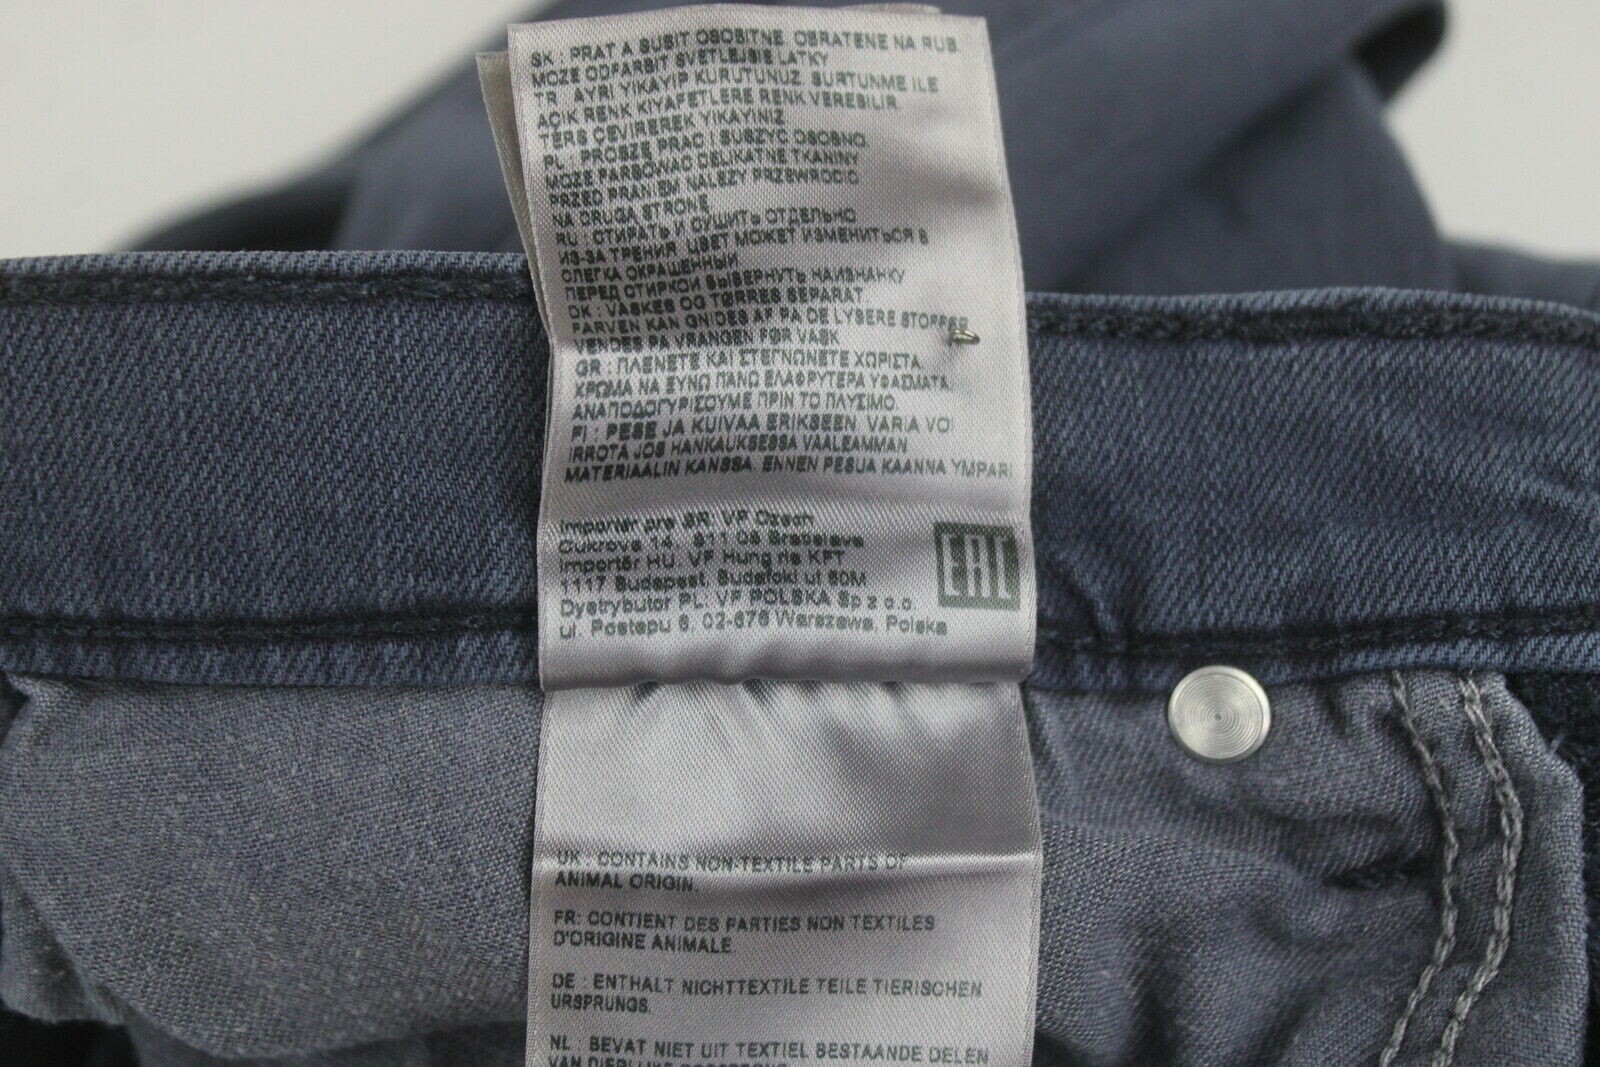 SK : PRAT A SUSIT OSOBITNE. OBRATENE NA RUB.
MOZE ODFARBIT SVETLEJSIE LATKY
TR : AYRI YIKAYIP KURUTUNUZ. SURTUNME ILE
ACIK RENK KIYAFETLERE RENK VEREBILIR.
TERS CEVIREREK YIKAYINIZ
PL : PROSZE PRAC I SUSZYC OSOBNO.
MOZE FARBOWAC DELIKATNE TKANINY
PRZED PRANIEM NALEZY PRZEWROCIC
NA DRUGA STRONE
RU : СТИРАТЬ И СУШИТЬ ОТДЕЛЬНО
ИЗ-ЗА ТРЕНИЯ, ЦВЕТ МОЖЕТ ИЗМЕНИТЬСЯ В
СЛЕГКА ОКРАШЕННЫЙ
ПЕРЕД СТИРКОЙ ВЫВЕРНУТЬ НАИЗНАНКУ
DK : VASKES OG TØRRES SEPARAT
FARVEN KAN GNIDES AF PA DE LYSERE STOFFER
VENDES PA VRANGEN FØR VASK
GR : ΠΛΕΝΕΤΕ ΚΑΙ ΣΤΕΓΝΩΝΕΤΕ ΧΩΡΙΣΤΑ.
ΧΡΩΜΑ ΝΑ ΞΥΝΩ ΠΑΝΩ ΕΛΑΦΡΥΤΕΡΑ ΥΦΑΣΜΑΤΑ.
ΑΝΑΠΟΔΟΓΥΡΙΖΟΥΜΕ ΠΡΙΝ ΤΟ ΠΛΥΣΙΜΟ
FI : PESE JA KUIVAA ERIKSEEN. VARIA VOI
IRROTA JOS HANKAUKSESSA VAALEAMMAN
MATERIAALIN KANSSA. ENNEN PESUA KAANNA YMPARI
Importér pre SR: VF Czech
Cukrova 14, 811 08 Bratislava
Importőr HU: VF Hungaria KFT
1117 Budapest, Budafoki ut 60M
Dystrybutor PL: VF POLSKA Sp z o.o.
ul. Postepu 6, 02-676 Warszawa, Polska
EAC
UK : CONTAINS NON-TEXTILE PARTS OF
ANIMAL ORIGIN.
FR: CONTIENT DES PARTIES NON TEXTILES
D'ORIGINE ANIMALE
DE : ENTHALT NICHTTEXTILE TEILE TIERISCHEN
URSPRUNGS.
NL : BEVAT NIET UIT TEXTIEL BESTAANDE DELEN
VAN DIERLIJKE